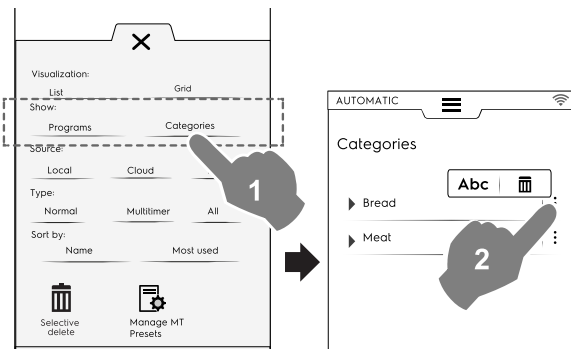 Visualization:
List Grid
Show:
Programs Categories
Source:
Local Cloud
Type:
Normal Multitimer All
Sort by:
Name Most used
Selective
delete
Manage MT
Presets
1
AUTOMATIC
Categories
Abc
Bread
Meat
2